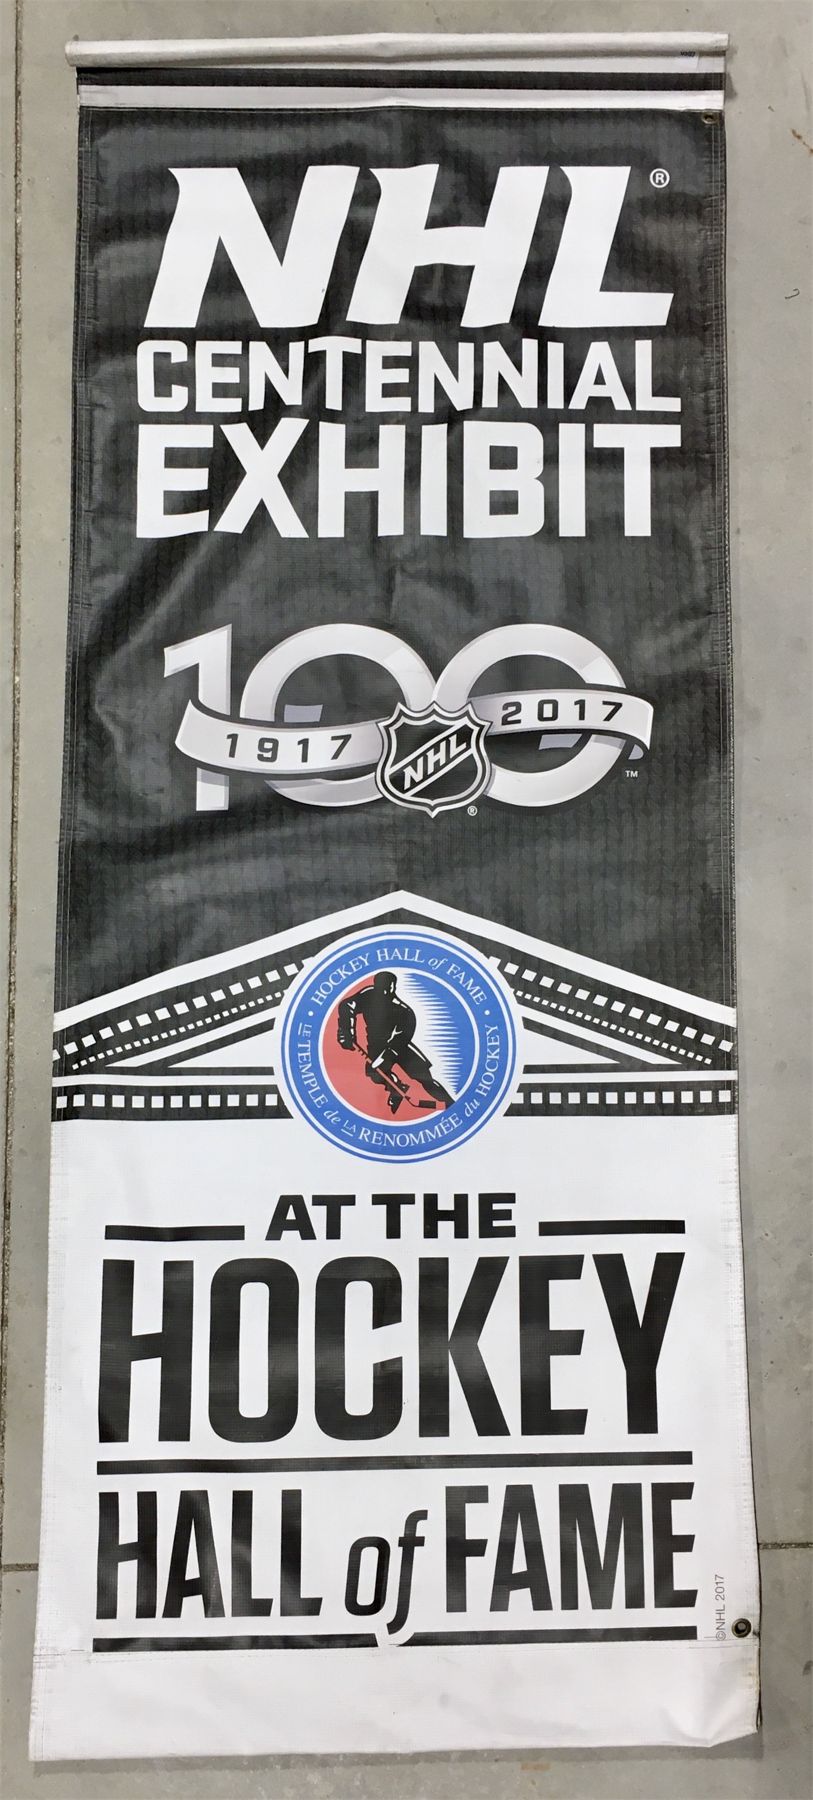 NHL®
CENTENNIAL
EXHIBIT
100
1917 2017
NHL
®
™
HOCKEY HALL of FAME
LE TEMPLE de LA RENOMMÉE du HOCKEY
AT THE
HOCKEY
HALL of FAME
©NHL 2017